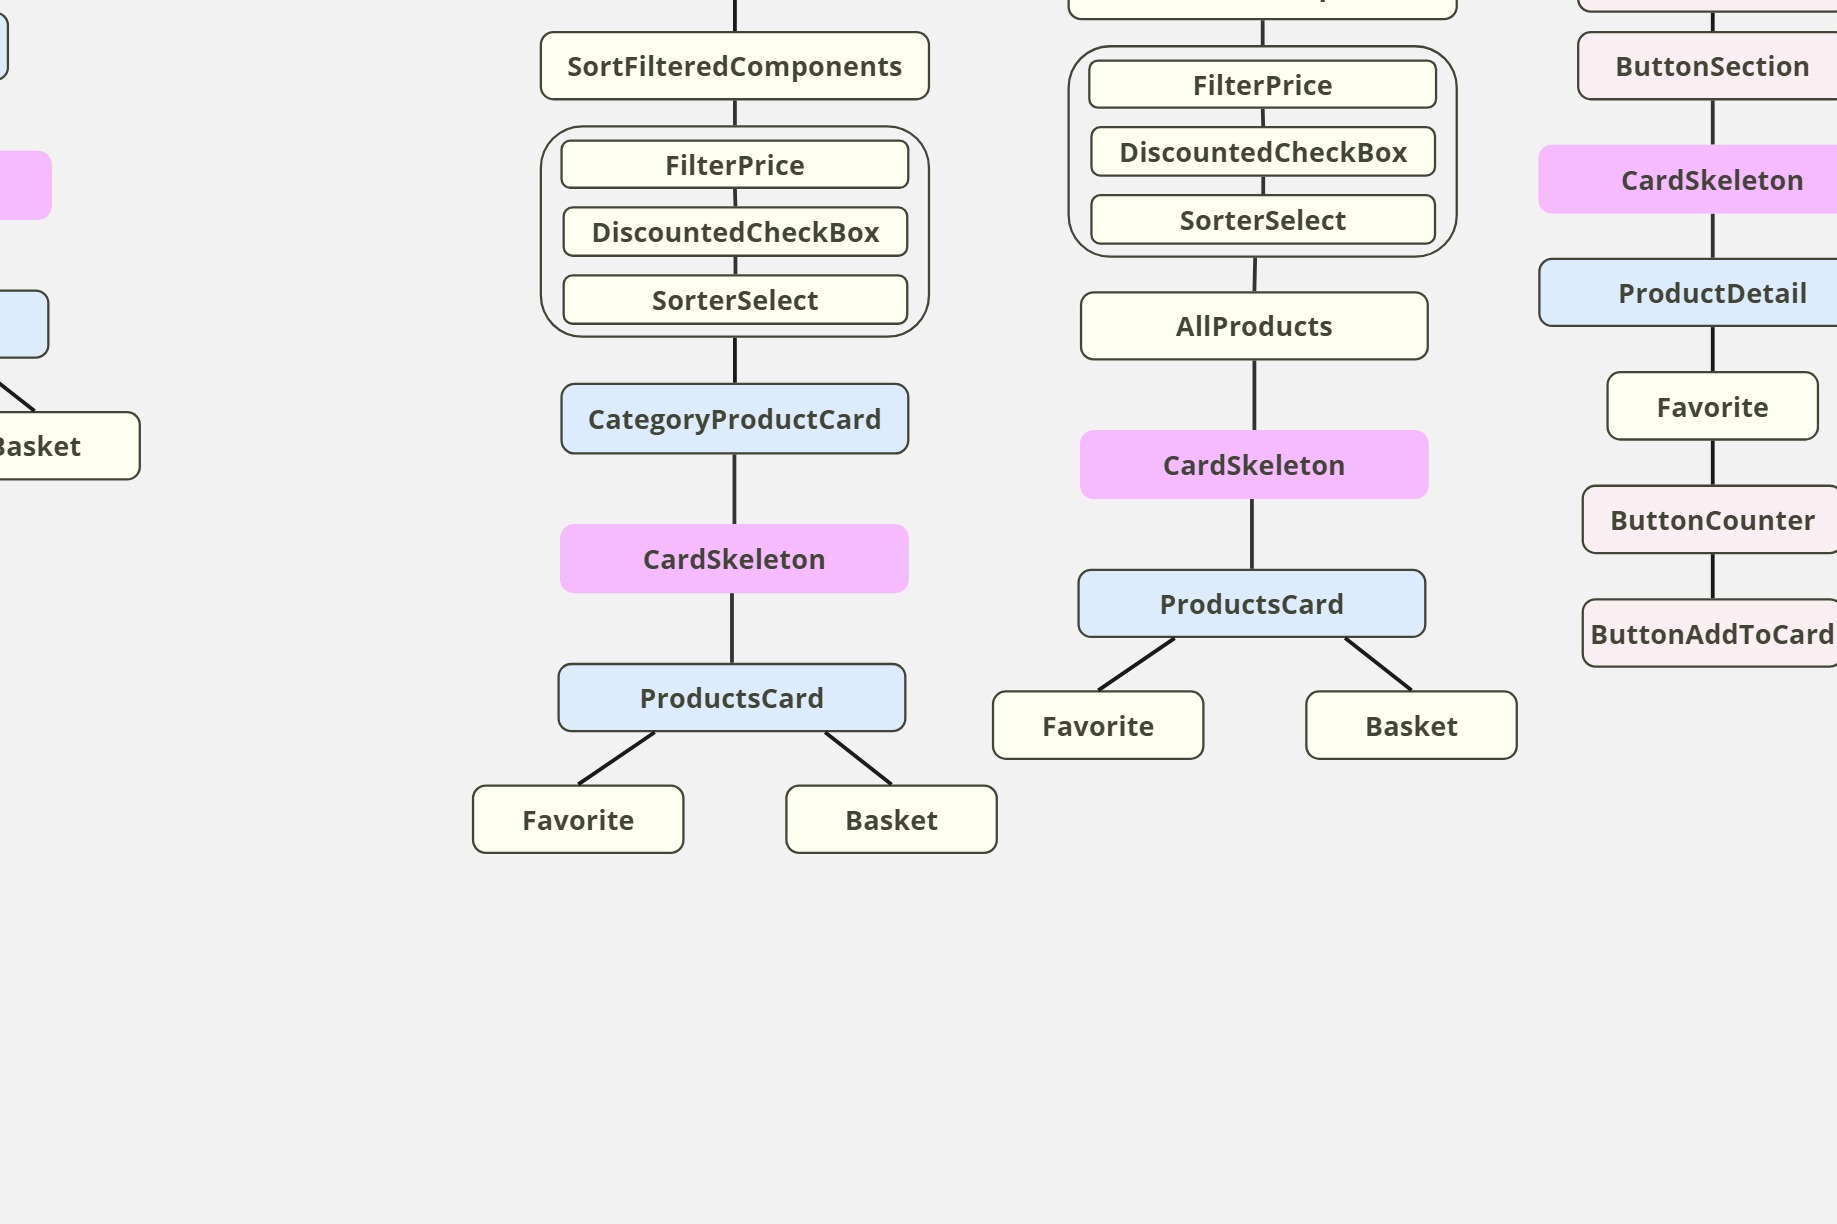 Basket
SortFilteredComponents
FilterPrice
DiscountedCheckBox
SorterSelect
CategoryProductCard
CardSkeleton
ProductsCard
Favorite
Basket
FilterPrice
DiscountedCheckBox
SorterSelect
AllProducts
CardSkeleton
ProductsCard
Favorite
Basket
ButtonSection
CardSkeleton
ProductDetail
Favorite
ButtonCounter
ButtonAddToCard